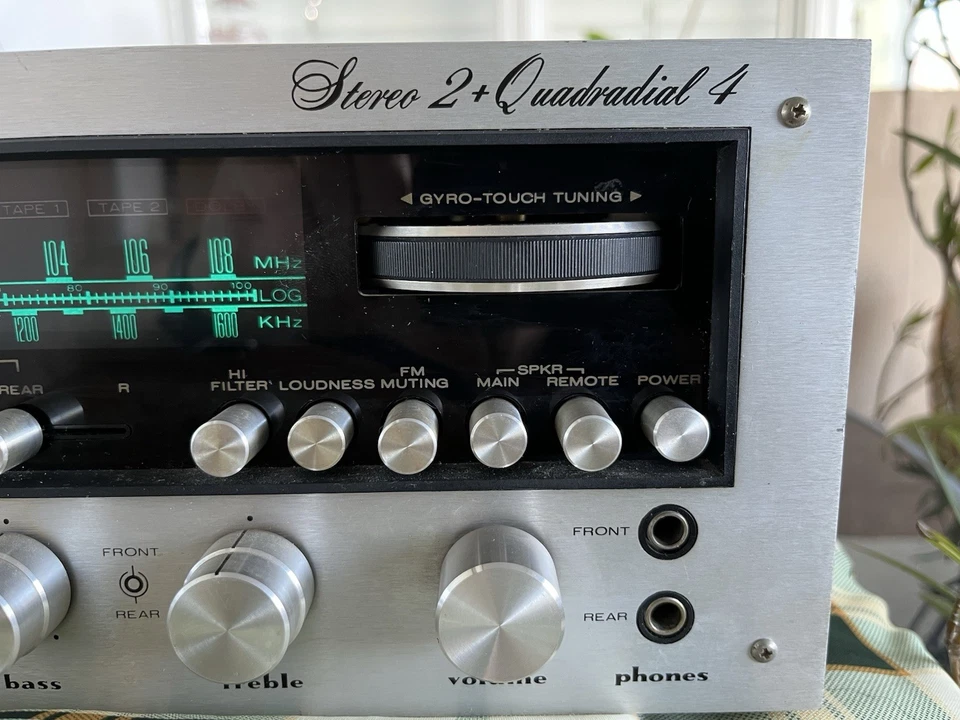 Stereo 2 + Quadradial 4
◄ GYRO-TOUCH TUNING ►
TAPE 1 TAPE 2
104 106 108 MHz
80 90 100 LOG
1200 1400 1600 KHz
REAR R
HI FILTER LOUDNESS FM MUTING SPKR MAIN REMOTE POWER
FRONT
REAR
FRONT
REAR
bass treble volume phones